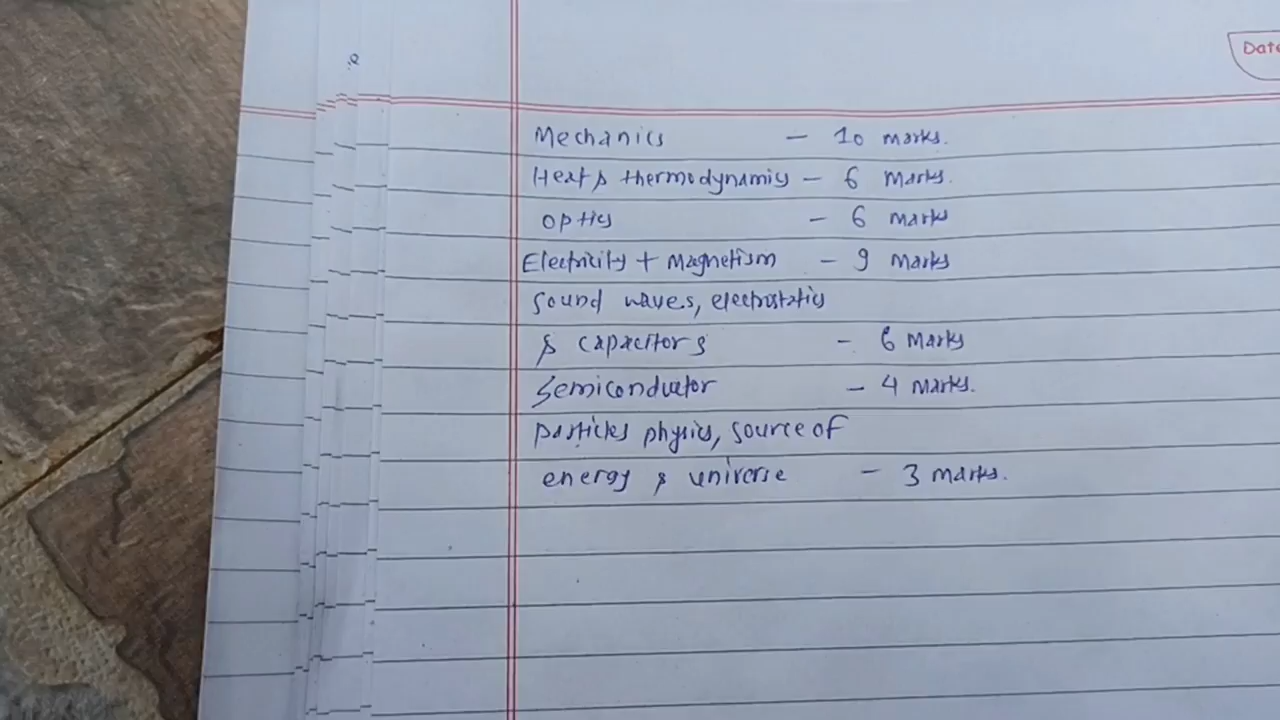 Date
Mechanics - 10 marks.
Heat & thermodynamics - 6 marks.
optics - 6 marks
Electricity + magnetism - 9 marks
sound waves, electrostatics
& capacitors - 6 marks
semiconductor - 4 marks.
particles physics, source of
energy & universe - 3 marks.